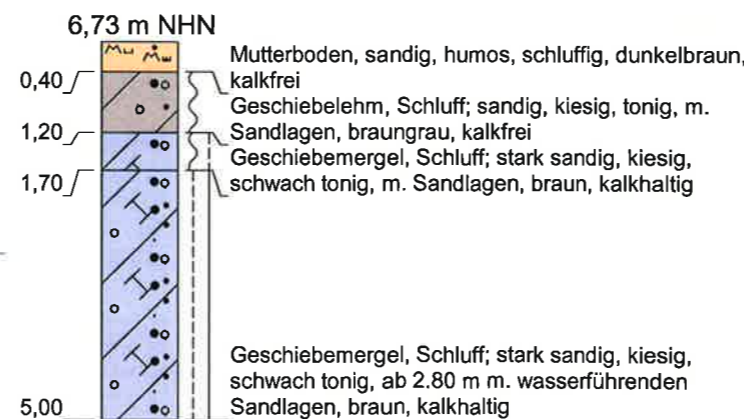 6,73 m NHN
Mutterboden, sandig, humos, schluffig, dunkelbraun,
0,40 kalkfrei
Geschiebelehm, Schluff; sandig, kiesig, tonig, m.
1,20 Sandlagen, braungrau, kalkfrei
Geschiebemergel, Schluff; stark sandig, kiesig,
1,70 schwach tonig, m. Sandlagen, braun, kalkhaltig
Geschiebemergel, Schluff; stark sandig, kiesig,
schwach tonig, ab 2.80 m m. wasserführenden
5,00 Sandlagen, braun, kalkhaltig